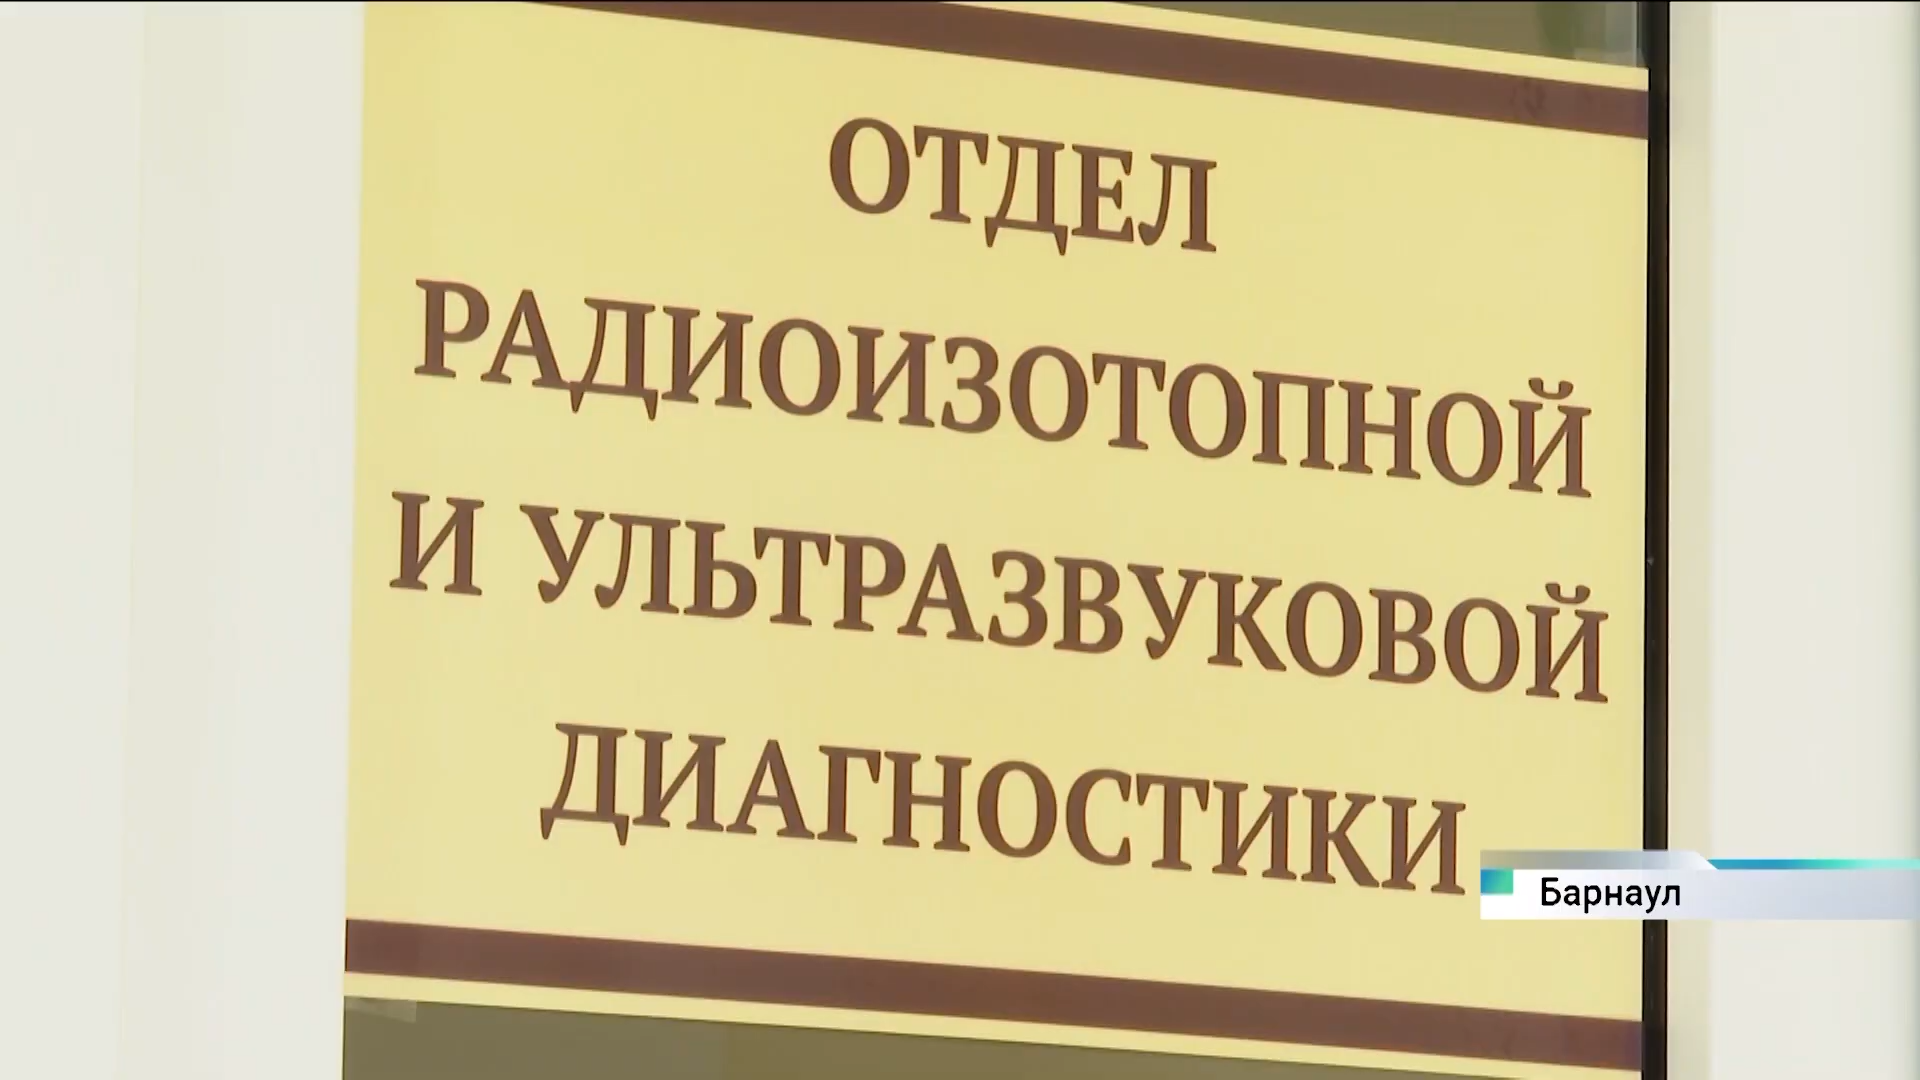 ОТДЕЛ
РАДИОИЗОТОПНОЙ
И УЛЬТРАЗВУКОВОЙ
ДИАГНОСТИКИ
Барнаул